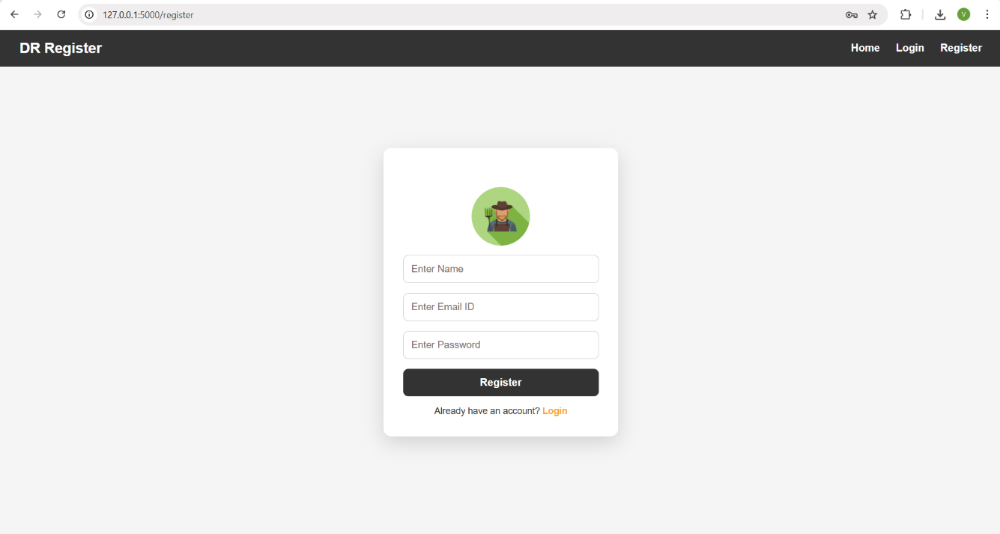 127.0.0.1:5000/register
V
DR Register
Home Login Register
Enter Name
Enter Email ID
Enter Password
Register
Already have an account? Login